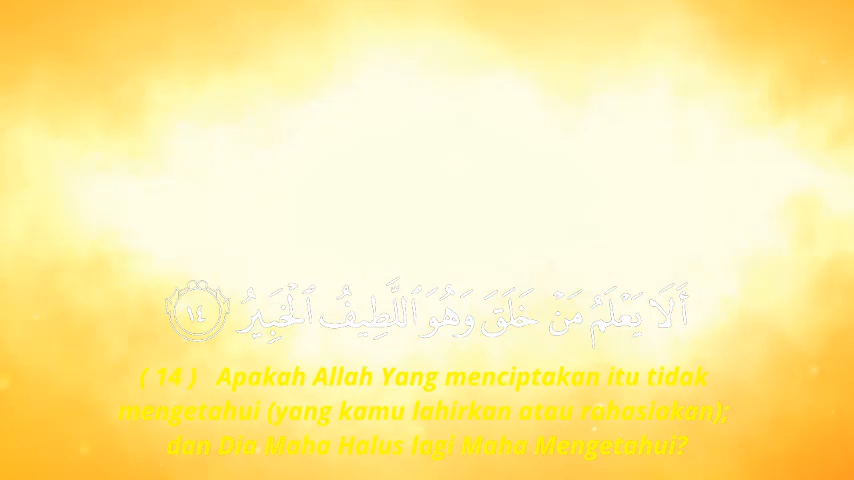 أَلَا يَعْلَمُ مَنْ خَلَقَ وَهُوَ ٱللَّطِيفُ ٱلْخَبِيرُ ١٤
( 14 ) Apakah Allah Yang menciptakan itu tidak
mengetahui (yang kamu lahirkan atau rahasiakan);
dan Dia Maha Halus lagi Maha Mengetahui?